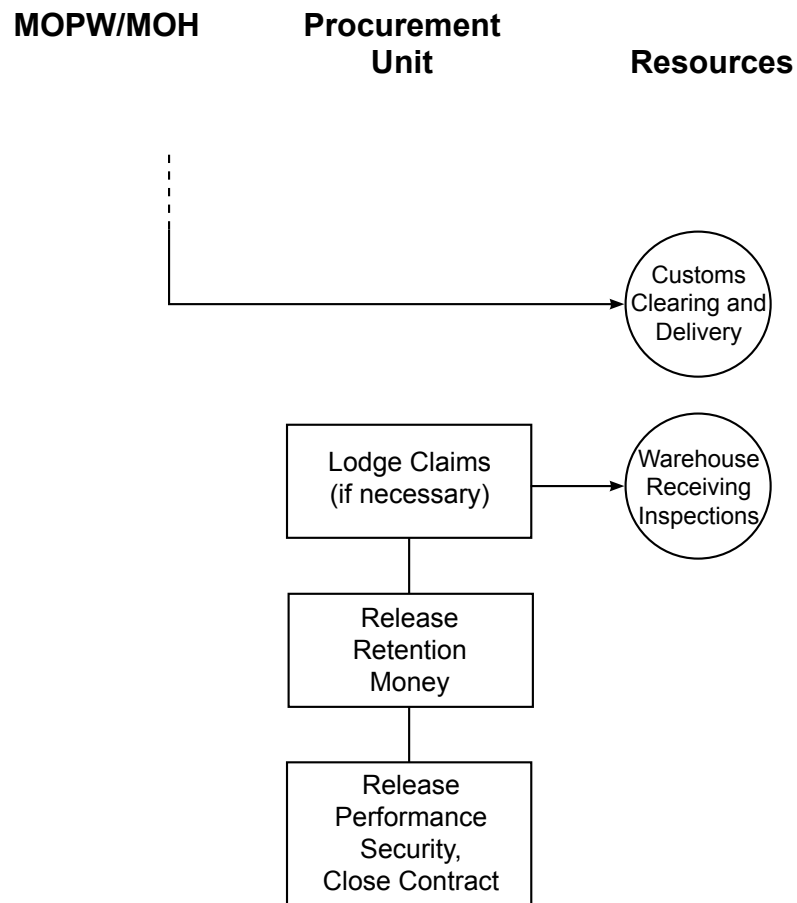 MOPW/MOH
Procurement
Unit
Resources
Customs
Clearing and
Delivery
Lodge Claims
(if necessary)
Warehouse
Receiving
Inspections
Release
Retention
Money
Release
Performance
Security,
Close Contract